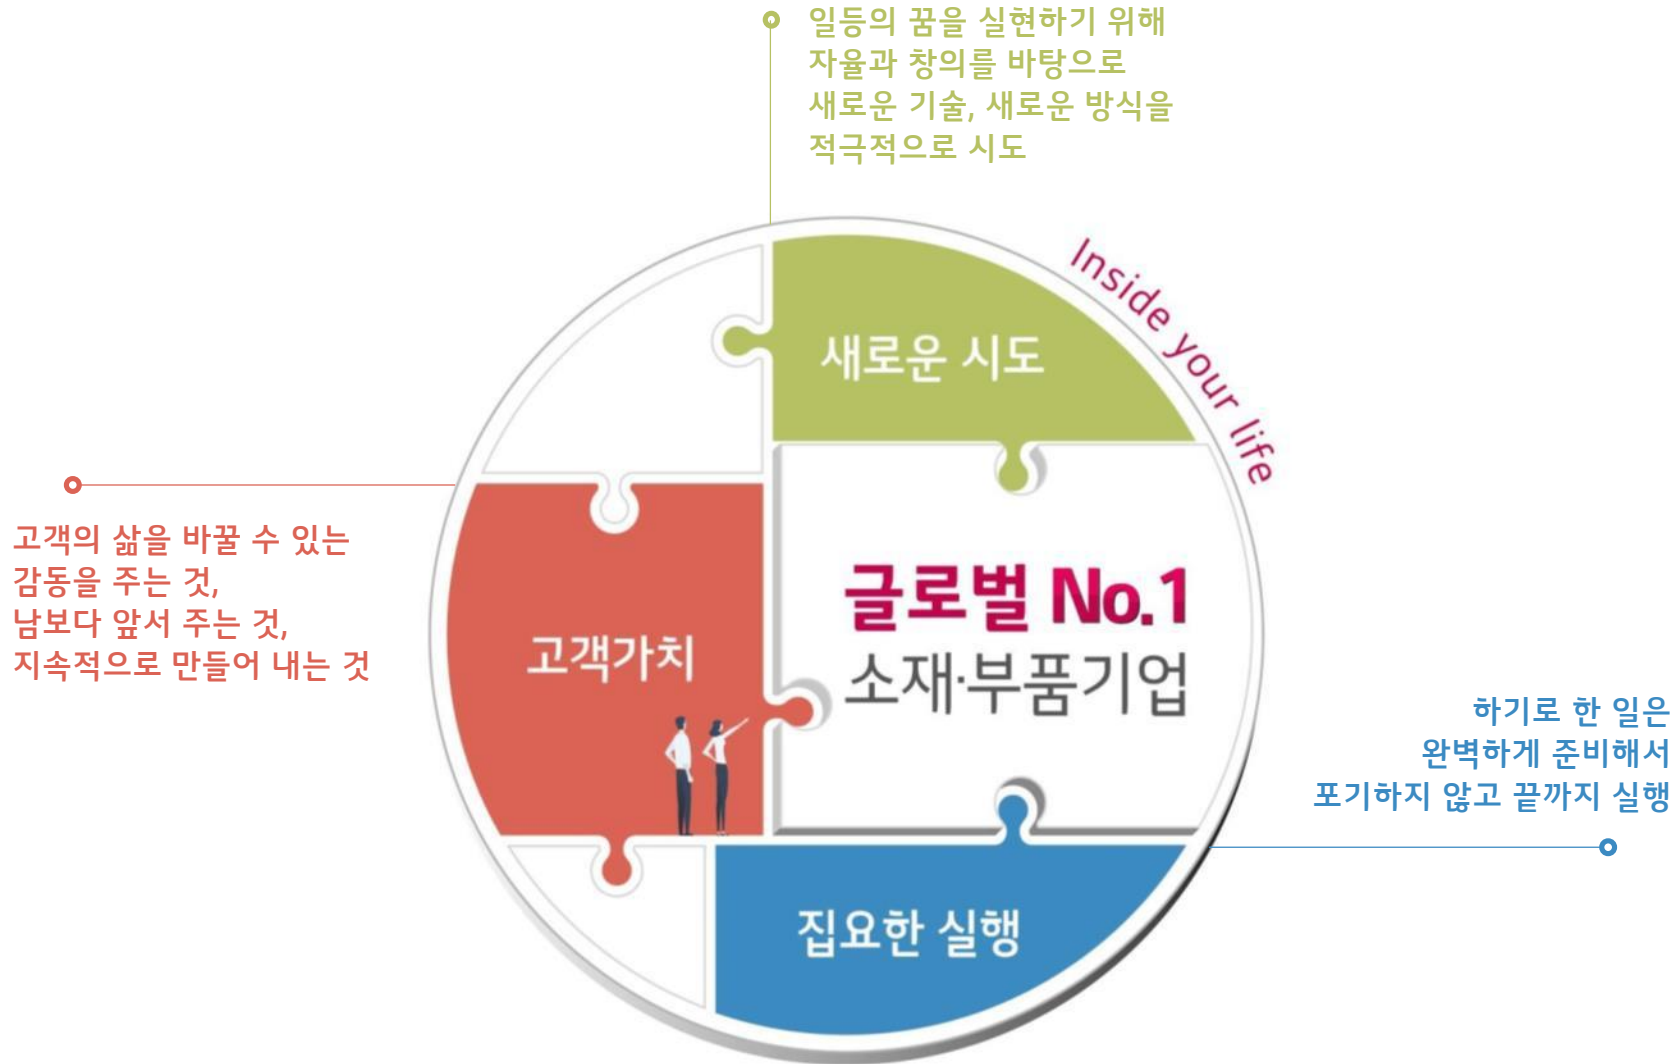 일등의 꿈을 실현하기 위해
자율과 창의를 바탕으로
새로운 기술, 새로운 방식을
적극적으로 시도
Inside your life
새로운 시도
고객의 삶을 바꿀 수 있는
감동을 주는 것,
남보다 앞서 주는 것,
지속적으로 만들어 내는 것
고객가치
글로벌 No.1
소재·부품기업
하기로 한 일은
완벽하게 준비해서
포기하지 않고 끝까지 실행
집요한 실행